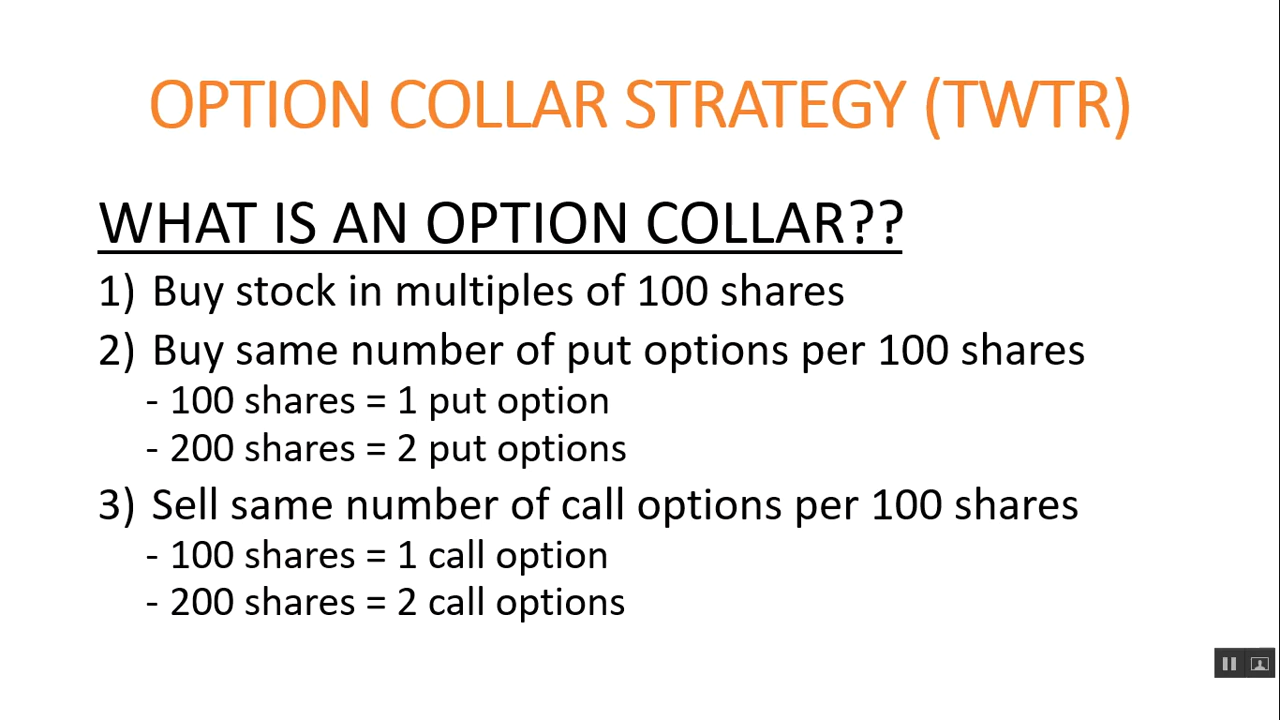 OPTION COLLAR STRATEGY (TWTR)
WHAT IS AN OPTION COLLAR??
1) Buy stock in multiples of 100 shares
2) Buy same number of put options per 100 shares
- 100 shares = 1 put option
- 200 shares = 2 put options
3) Sell same number of call options per 100 shares
- 100 shares = 1 call option
- 200 shares = 2 call options